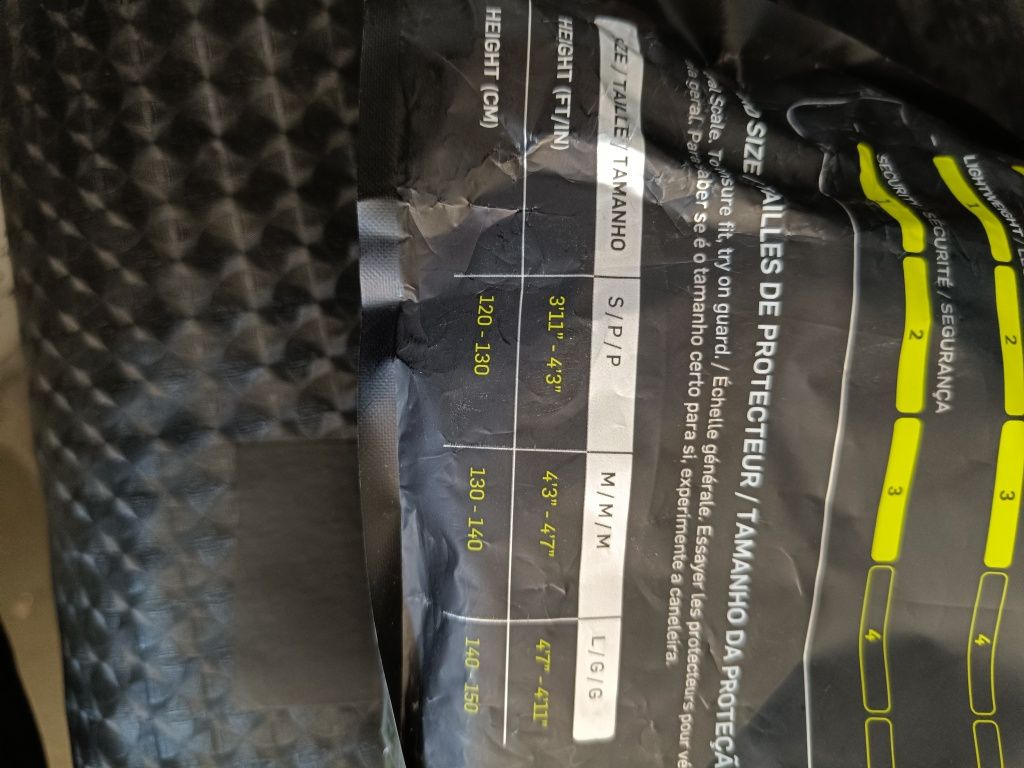 LIGHTWEIGHT /
1 2 3 4
SECURITY / SÉCURITÉ / SEGURANÇA
1 2 3 4
SIZE / TAILLES DE PROTECTEUR / TAMANHO DA PROTEÇÃ
Scale. To ensure fit, try on guard. / Échelle générale. Essayer les protecteurs pour vé
geral. Para saber se é o tamanho certo para si, experimente a caneleira.
SIZE / TAILLE / TAMANHO S / P / P M / M / M L / G / G
HEIGHT (FT/IN) 3'11" - 4'3" 4'3" - 4'7" 4'7" - 4'11"
HEIGHT (CM) 120 - 130 130 - 140 140 - 150